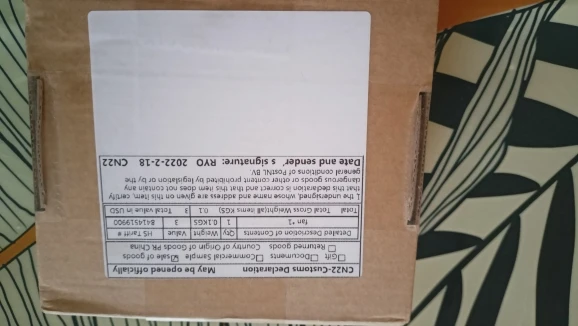 CN22-Customs Declaration May be opened officially
☐Gift ☐Documents ☐Commercial Sample ☑Sale of goods
☐Returned goods Country of Origin of Goods PR China
Detailed Description of Contents Qty Weight Value HS Tariff #
fan *1 1 0.1KGS 3 8414519900
Total Total Gross Weight(all items) (KGS) 0.1 3 Total value in USD
1 the undersigned, whose name and address are given on this item, certify
that this declaration is correct and that this item does not contain any
dangerous goods or other content prohibited by legislation or by the
general conditions of PostNL BV.
Date and sender's signature: RYO 2022-2-18 CN22